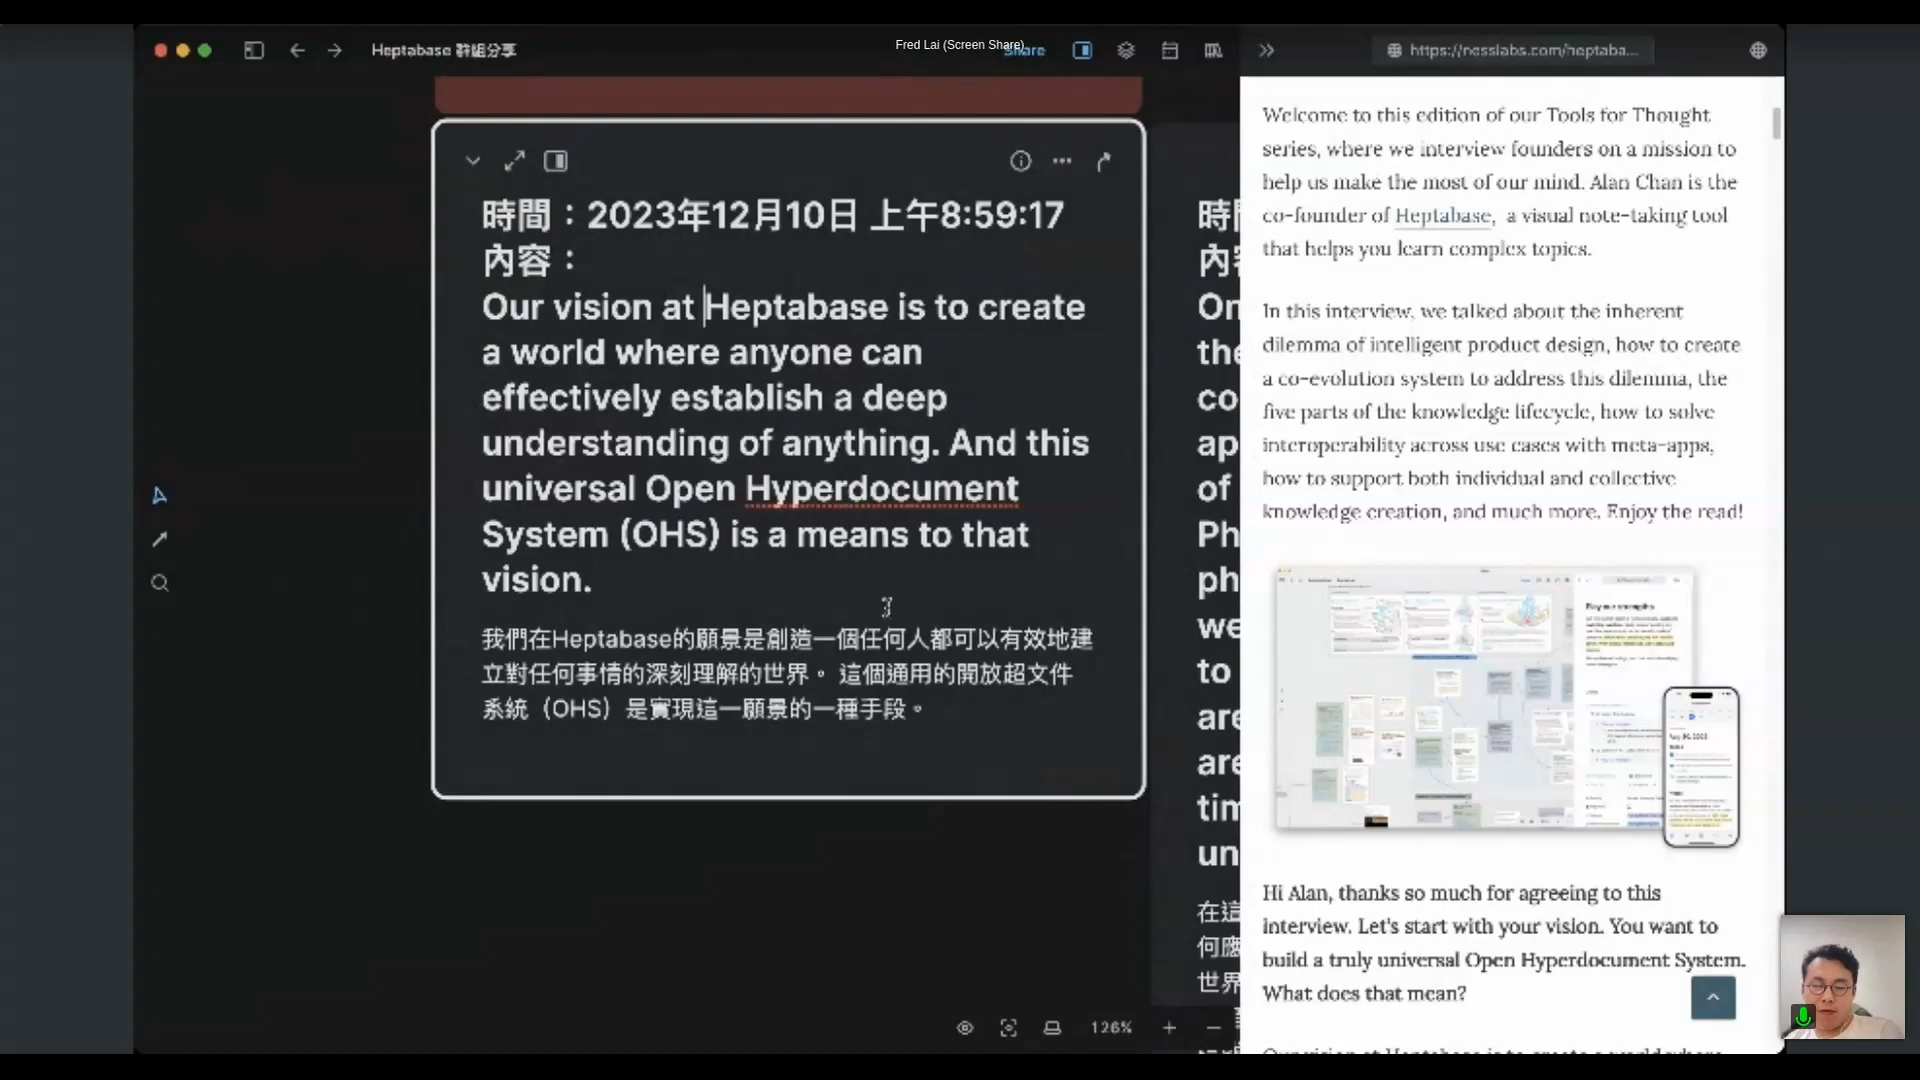 Heptabase 群組分享
Fred Lai (Screen Share)
Share
https://nesslabs.com/heptaba...
時間：2023年12月10日 上午8:59:17
內容：
Our vision at Heptabase is to create
a world where anyone can
effectively establish a deep
understanding of anything. And this
universal Open Hyperdocument
System (OHS) is a means to that
vision.
我們在Heptabase的願景是創造一個任何人都可以有效地建
立對任何事情的深刻理解的世界。 這個通用的開放超文件
系統（OHS）是實現這一願景的一種手段。
126%
Welcome to this edition of our Tools for Thought
series, where we interview founders on a mission to
help us make the most of our mind. Alan Chan is the
co-founder of Heptabase, a visual note-taking tool
that helps you learn complex topics.
In this interview, we talked about the inherent
dilemma of intelligent product design, how to create
a co-evolution system to address this dilemma, the
five parts of the knowledge lifecycle, how to solve
interoperability across use cases with meta-apps,
how to support both individual and collective
knowledge creation, and much more. Enjoy the read!
Hi Alan, thanks so much for agreeing to this
interview. Let's start with your vision. You want to
build a truly universal Open Hyperdocument System.
What does that mean?